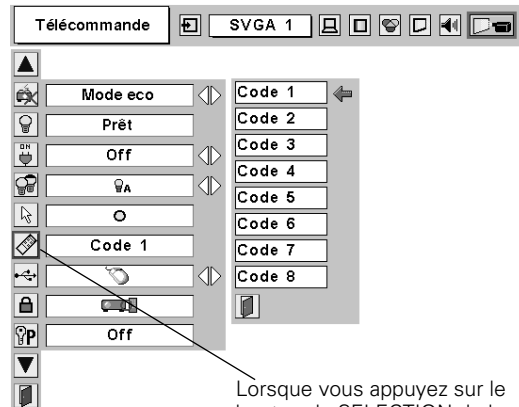 Télécommande
SVGA 1
Mode eco
Prêt
ON
Off
A
Code 1
P
Off
Code 1
Code 2
Code 3
Code 4
Code 5
Code 6
Code 7
Code 8
Lorsque vous appuyez sur le